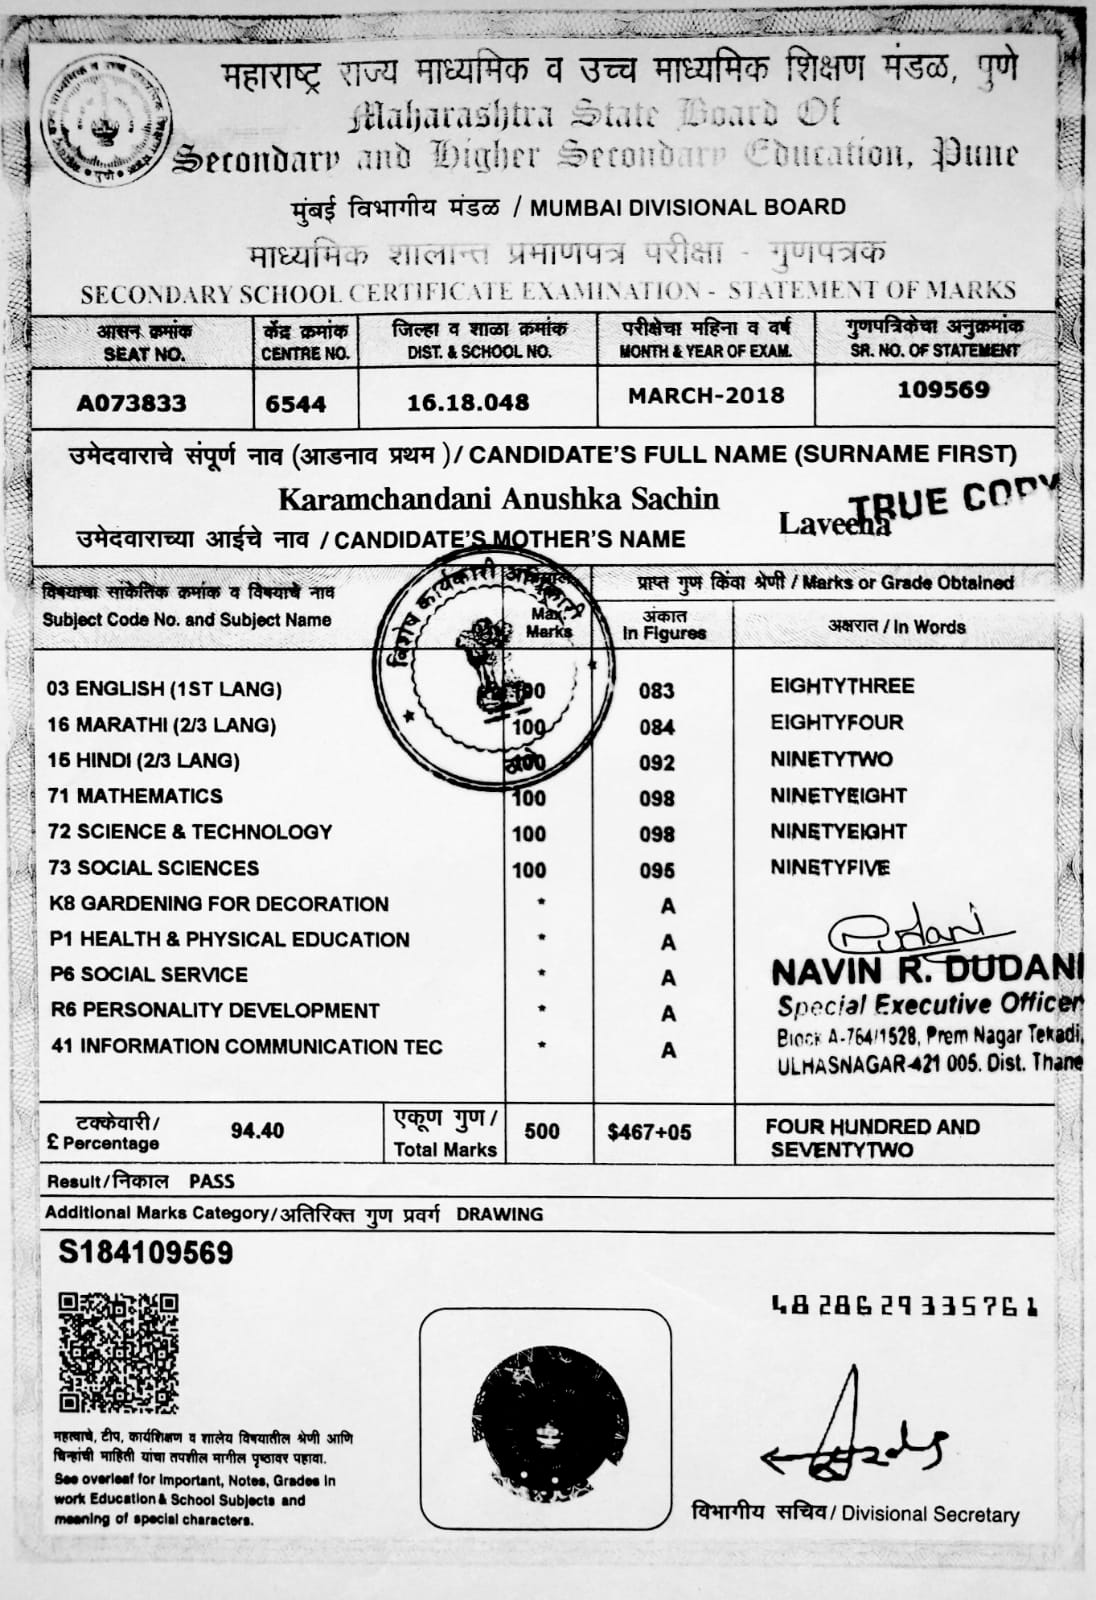 महाराष्ट्र राज्य माध्यमिक व उच्च माध्यमिक शिक्षण मंडळ, पुणे
Maharashtra State Board Of
Secondary and Higher Secondary Education, Pune
मुंबई विभागीय मंडळ / MUMBAI DIVISIONAL BOARD
माध्यमिक शालान्त प्रमाणपत्र परीक्षा - गुणपत्रक
SECONDARY SCHOOL CERTIFICATE EXAMINATION - STATEMENT OF MARKS
आसन क्रमांक केंद्र क्रमांक जिल्हा व शाळा क्रमांक परीक्षेचा महिना व वर्ष गुणपत्रिकेचा अनुक्रमांक
SEAT NO. CENTRE NO. DIST. & SCHOOL NO. MONTH & YEAR OF EXAM. SR. NO. OF STATEMENT
A073833 6544 16.18.048 MARCH-2018 109569
उमेदवाराचे संपूर्ण नाव (आडनाव प्रथम )/ CANDIDATE'S FULL NAME (SURNAME FIRST)
Karamchandani Anushka Sachin
TRUE COPY
उमेदवाराच्या आईचे नाव / CANDIDATE'S MOTHER'S NAME Laveena
विषयाचा सांकेतिक क्रमांक व विषयाचे नाव प्राप्त गुण किंवा श्रेणी / Marks or Grade Obtained
Subject Code No. and Subject Name Max. Marks अंकात In Figures अक्षरात / In Words
विशेष कार्यकारी अधिकारी
ठाणे
03 ENGLISH (1ST LANG) 100 083 EIGHTYTHREE
16 MARATHI (2/3 LANG) 100 084 EIGHTYFOUR
15 HINDI (2/3 LANG) 100 092 NINETYTWO
71 MATHEMATICS 100 098 NINETYEIGHT
72 SCIENCE & TECHNOLOGY 100 098 NINETYEIGHT
73 SOCIAL SCIENCES 100 095 NINETYFIVE
K8 GARDENING FOR DECORATION * A
P1 HEALTH & PHYSICAL EDUCATION * A
P6 SOCIAL SERVICE * A
R6 PERSONALITY DEVELOPMENT * A
41 INFORMATION COMMUNICATION TEC * A
NAVIN R. DUDANI
Special Executive Officer
Block A-764/1528, Prem Nagar Tekadi,
ULHASNAGAR-421 005. Dist. Thane
टक्केवारी/ £ Percentage 94.40 एकूण गुण/ Total Marks 500 $467+05 FOUR HUNDRED AND SEVENTYTWO
Result/निकाल PASS
Additional Marks Category/अतिरिक्त गुण प्रवर्ग DRAWING
S184109569
4828629335761
महत्वाचे, टीप, कार्यशिक्षण व शालेय विषयातील श्रेणी आणि
चिन्हांची माहिती यांचा तपशील मागील पृष्ठावर पहावा.
See overleaf for Important, Notes, Grades in
work Education & School Subjects and
meaning of special characters.
विभागीय सचिव/ Divisional Secretary